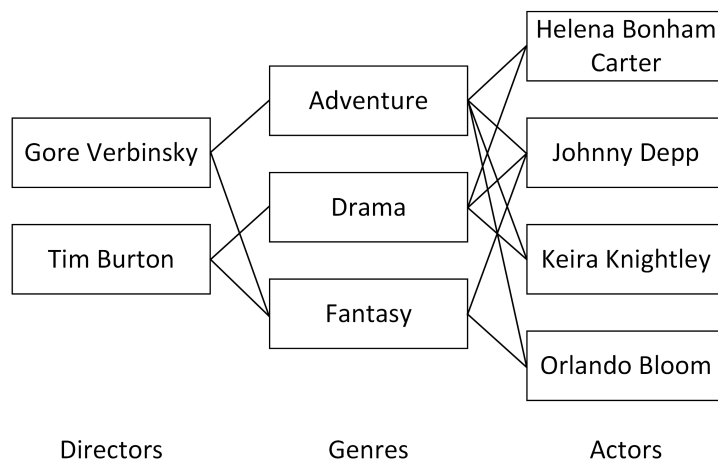 Helena Bonham
Carter
Adventure
Gore Verbinsky
Johnny Depp
Drama
Tim Burton
Keira Knightley
Fantasy
Orlando Bloom
Directors
Genres
Actors